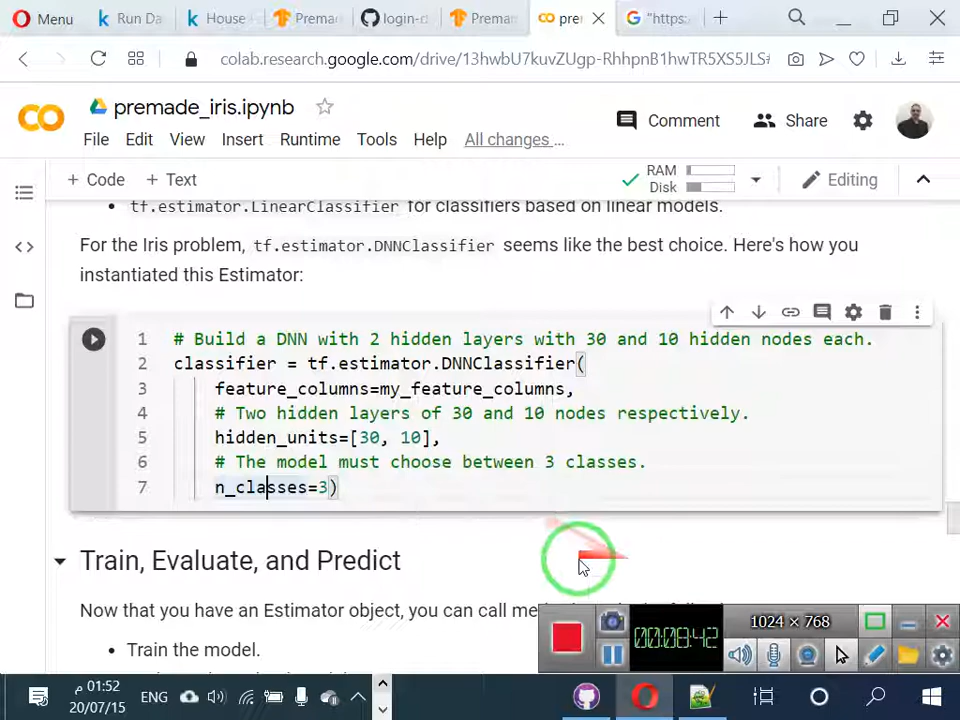 Menu
Run Da
House
Prema
login-d
Premam
pre
"https:
colab.research.google.com/drive/13hwbU7kuvZUgp-RhhpnB1hwTR5XS5JLS#
premade_iris.ipynb
Comment
Share
File Edit View Insert Runtime Tools Help All changes ...
+ Code + Text
RAM
Disk
Editing
tf.estimator.LinearClassifier for classifiers based on linear models.
For the Iris problem, tf.estimator.DNNClassifier seems like the best choice. Here's how you
instantiated this Estimator:
1 # Build a DNN with 2 hidden layers with 30 and 10 hidden nodes each.
2 classifier = tf.estimator.DNNClassifier(
3 feature_columns=my_feature_columns,
4 # Two hidden layers of 30 and 10 nodes respectively.
5 hidden_units=[30, 10],
6 # The model must choose between 3 classes.
7 n_classes=3)
Train, Evaluate, and Predict
Now that you have an Estimator object, you can call me
Train the model.
1024 × 768
00:08:42
01:52 م
ENG
20/07/15